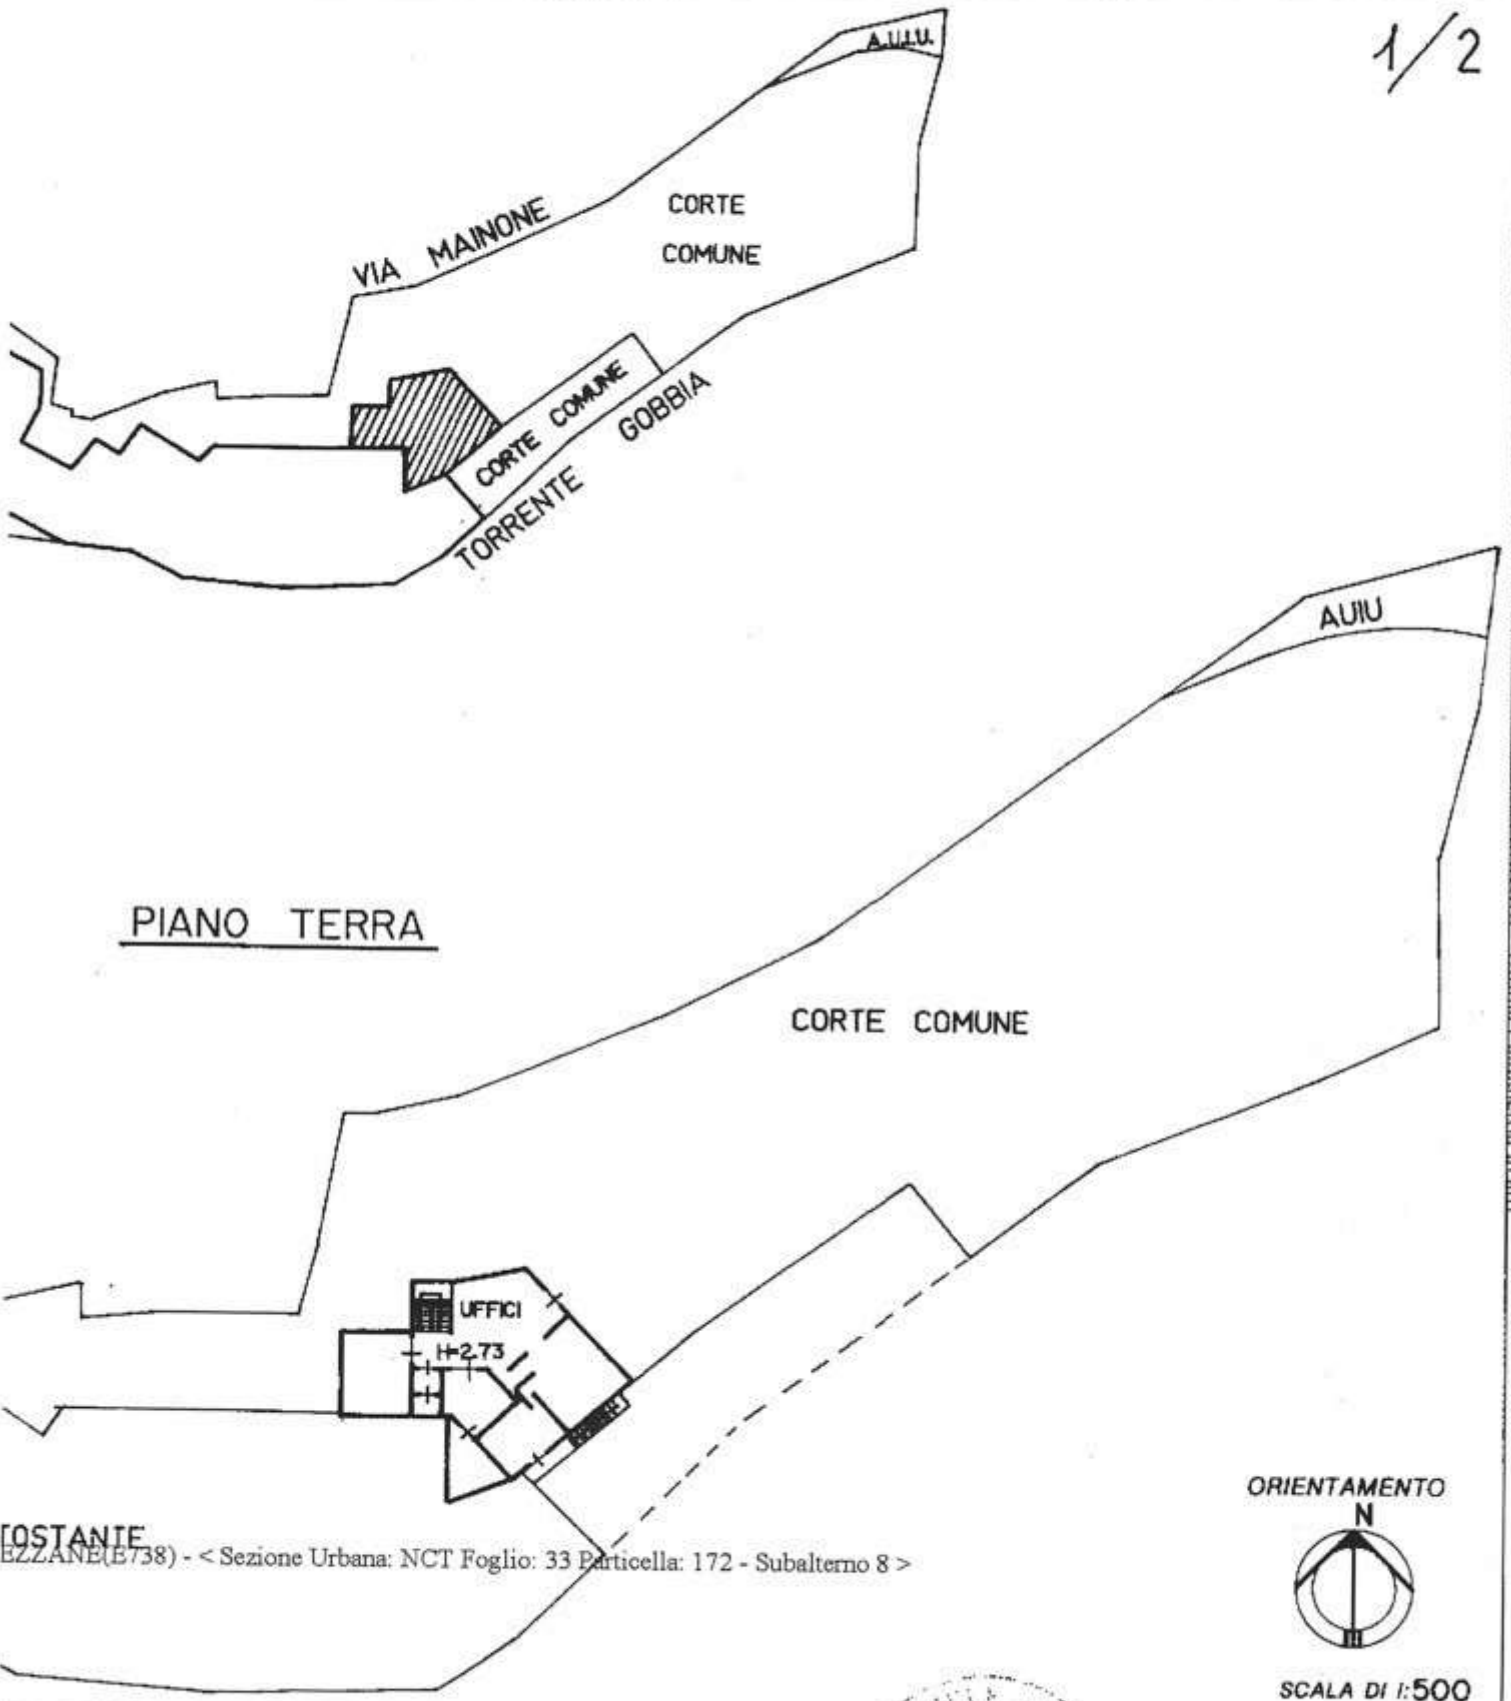 1/2
A.U.I.U.
CORTE
COMUNE
VIA MAINONE
CORTE COMUNE
TORRENTE GOBBIA
AUIU
PIANO TERRA
CORTE COMUNE
UFFICI
H=2.73
ORIENTAMENTO
N
TOSTANTE
EZZANE(E738) - < Sezione Urbana: NCT Foglio: 33 Particella: 172 - Subalterno 8 >
SCALA DI 1:500